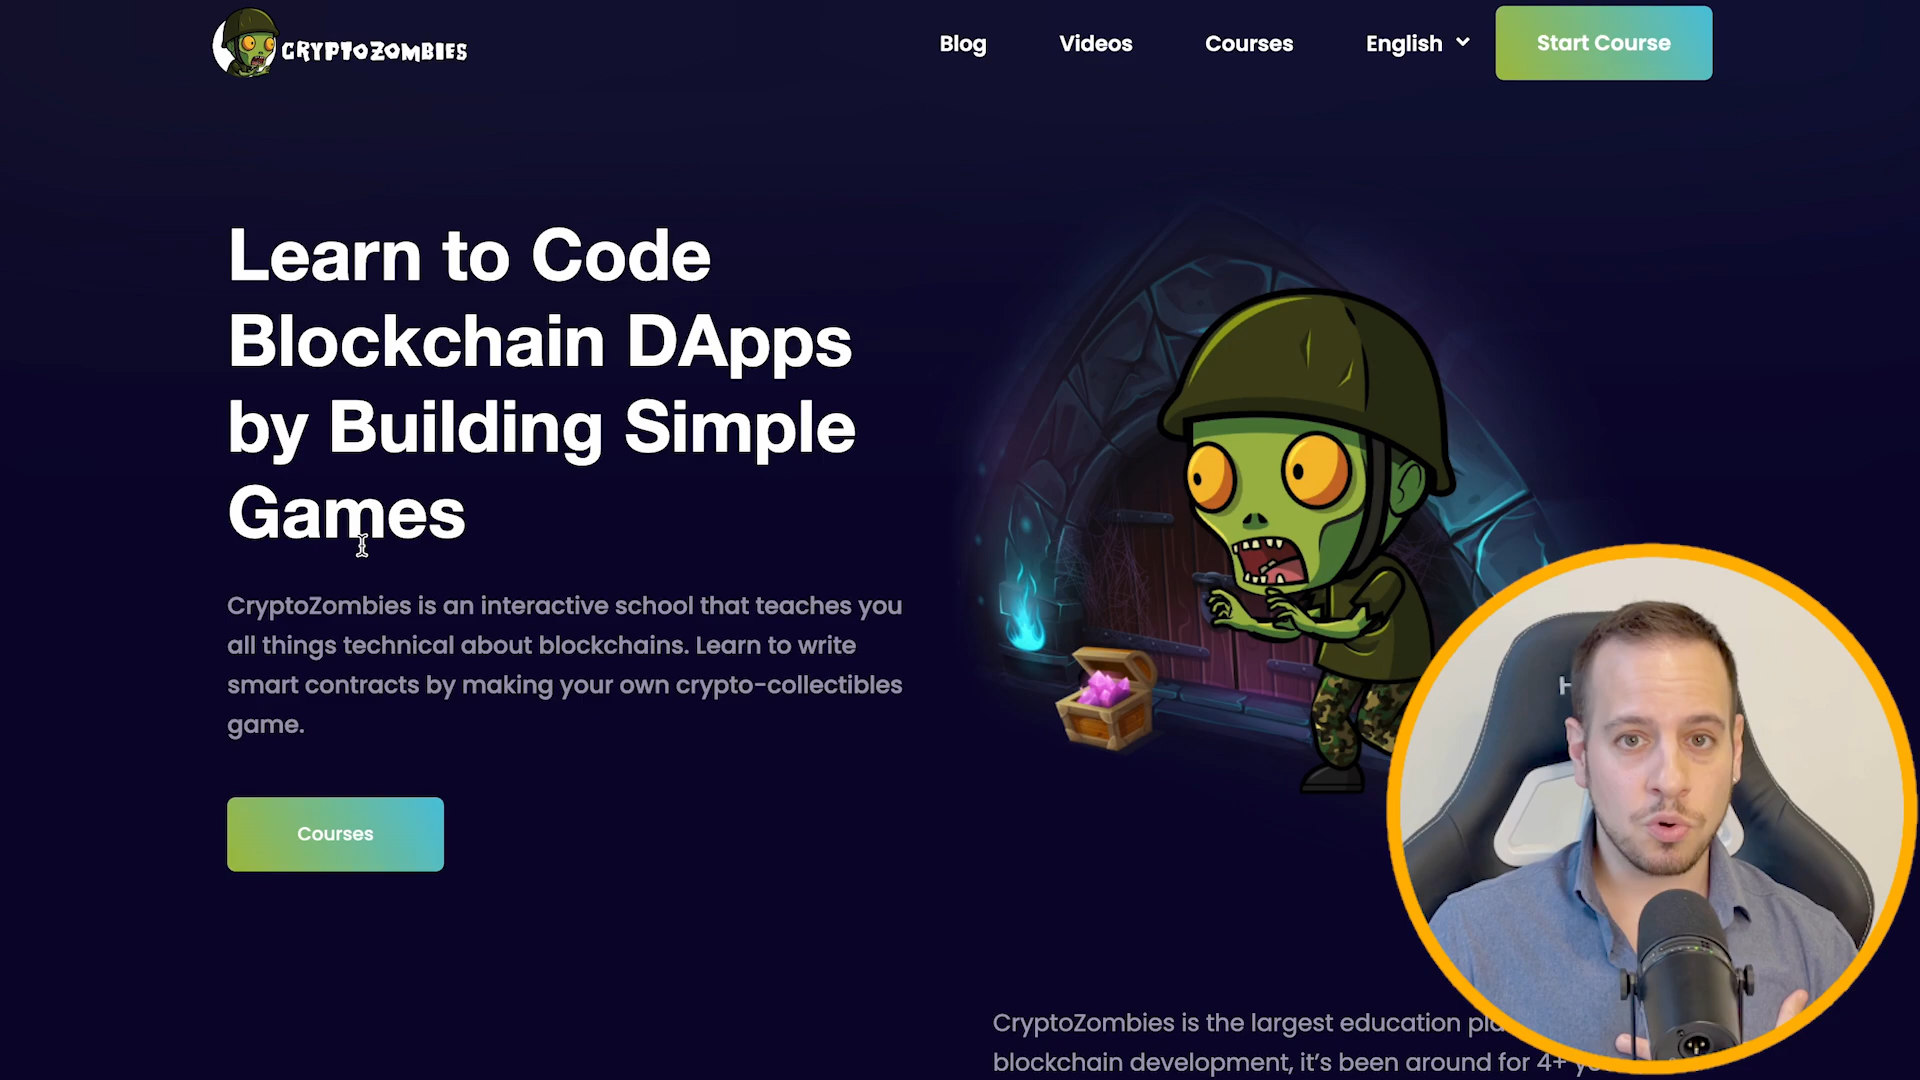 CRYPTOZOMBIES
Blog Videos Courses English Start Course
Learn to Code
Blockchain DApps
by Building Simple
Games
CryptoZombies is an interactive school that teaches you
all things technical about blockchains. Learn to write
smart contracts by making your own crypto-collectibles
game.
Courses
CryptoZombies is the largest education
blockchain development, it's been around for 4+